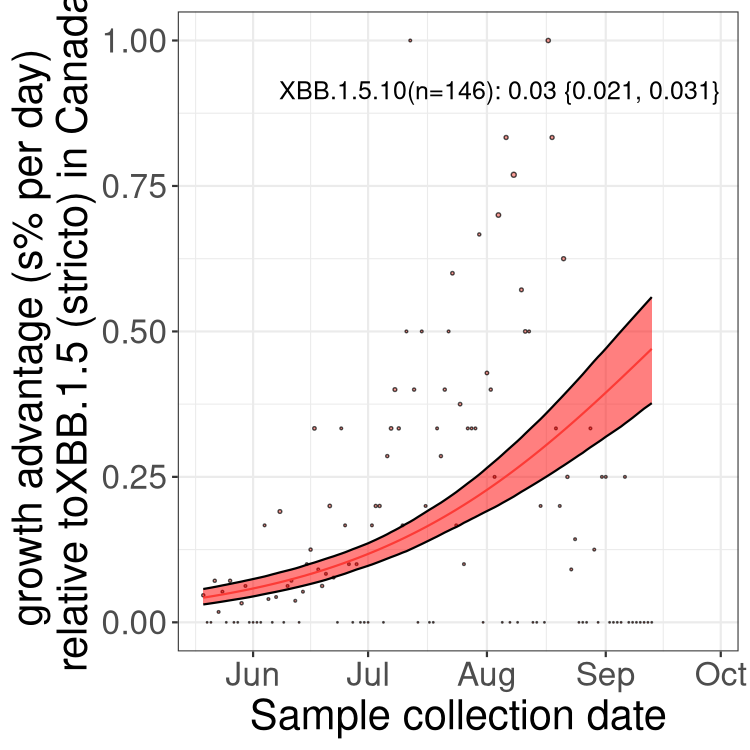 growth advantage (s% per day)
relative toXBB.1.5 (stricto) in Canada
1.00
XBB.1.5.10(n=146): 0.03 {0.021, 0.031}
0.75
0.50
0.25
0.00
Jun Jul Aug Sep Oct
Sample collection date